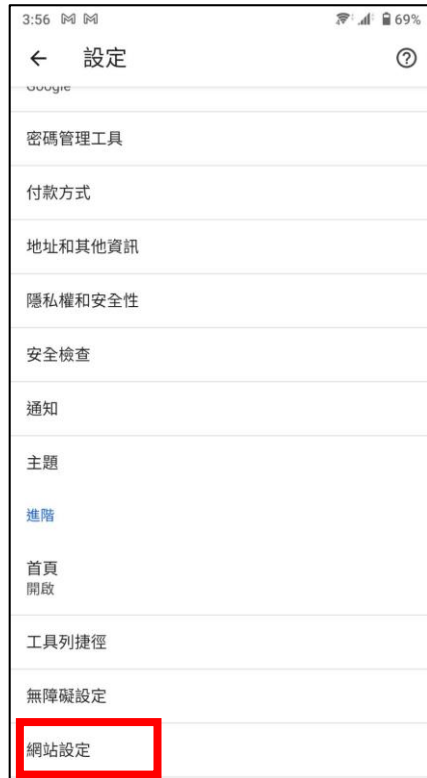 3:56 69%
設定
Google
密碼管理工具
付款方式
地址和其他資訊
隱私權和安全性
安全檢查
通知
主題
進階
首頁
開啟
工具列捷徑
無障礙設定
網站設定